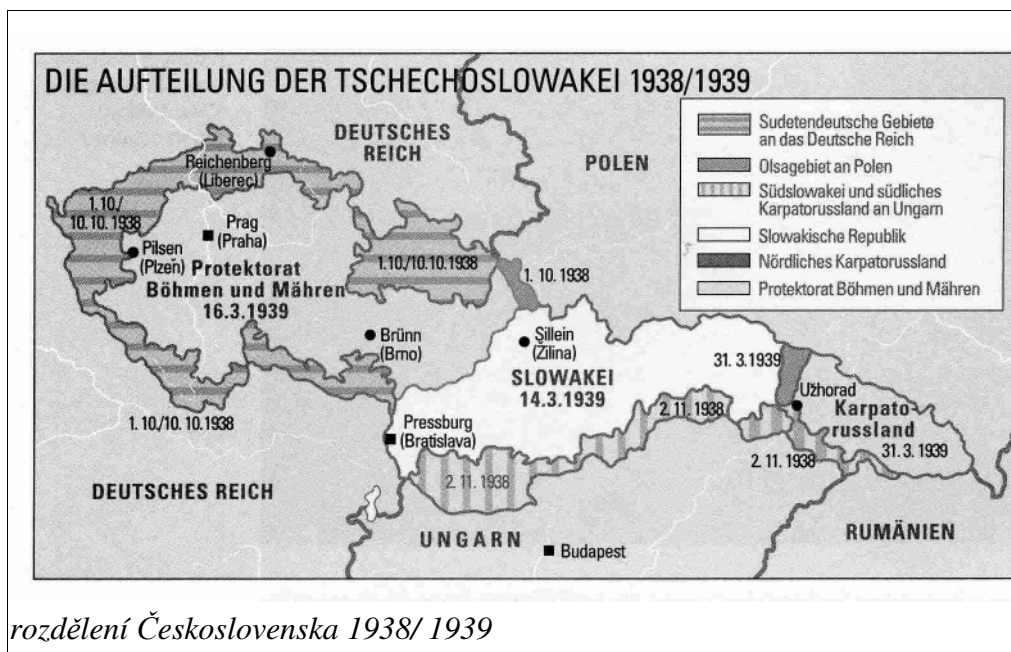 DIE AUFTEILUNG DER TSCHECHOSLOWAKEI 1938/1939
Sudetendeutsche Gebiete
an das Deutsche Reich
Olsagebiet an Polen
Südslowakei und südliches
Karpatorussland an Ungarn
Slowakische Republik
Nördliches Karpatorussland
Protektorat Böhmen und Mähren
DEUTSCHES
REICH
POLEN
Reichenberg
(Liberec)
1.10./
10.10.1938
Prag
(Praha)
Pilsen
(Plzeň)
Protektorat
Böhmen und Mähren
16.3.1939
1.10./10.10.1938
1. 10. 1938
Brünn
(Brno)
Sillein
(Žilina)
SLOWAKEI
14.3.1939
31. 3.1939
Užhorad
Karpato-
russland
31. 3. 1939
2. 11. 1938
2. 11. 1938
1. 10./10.10.1938
Pressburg
(Bratislava)
2. 11. 1938
DEUTSCHES REICH
UNGARN
Budapest
RUMÄNIEN
rozdělení Československa 1938/ 1939